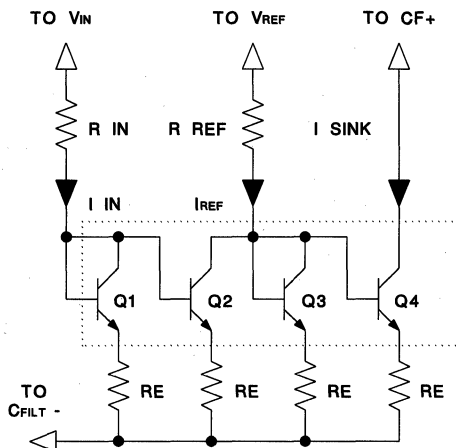 TO VIN TO VREF TO CF+
R IN R REF I SINK
I IN IREF
Q1 Q2 Q3 Q4
RE RE RE RE
TO
CFILT -